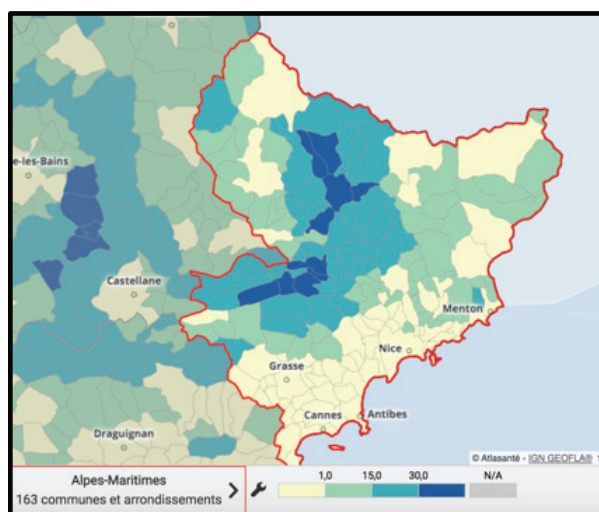 e-les-Bains
Castellane
Menton
Nice
Grasse
Cannes
Antibes
Draguignan
© Atlasanté - IGN GEOFLA® 1
Alpes-Maritimes
163 communes et arrondissements
1,0 15,0 30,0 N/A